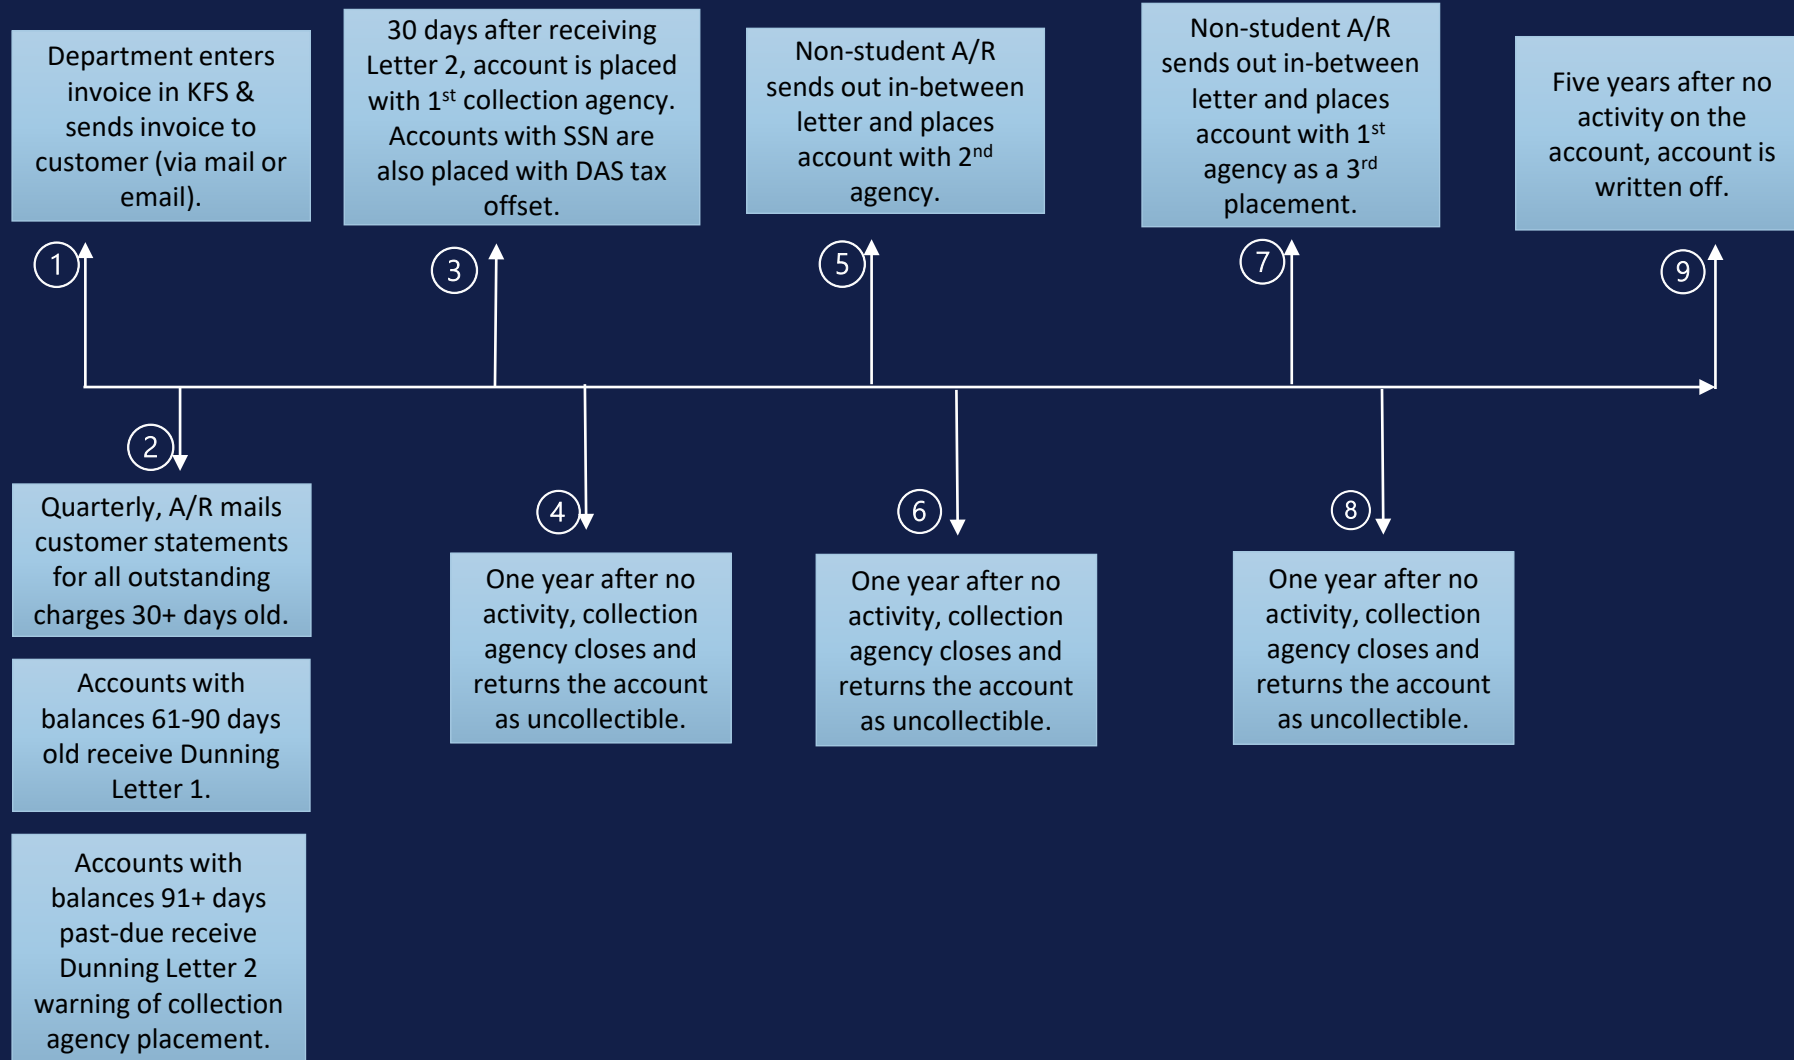 1
Department enters
invoice in KFS &
sends invoice to
customer (via mail or
email).
2
Quarterly, A/R mails
customer statements
for all outstanding
charges 30+ days old.
Accounts with
balances 61-90 days
old receive Dunning
Letter 1.
Accounts with
balances 91+ days
past-due receive
Dunning Letter 2
warning of collection
agency placement.
3
30 days after receiving
Letter 2, account is placed
with 1st collection agency.
Accounts with SSN are
also placed with DAS tax
offset.
4
One year after no
activity, collection
agency closes and
returns the account
as uncollectible.
5
Non-student A/R
sends out in-between
letter and places
account with 2nd
agency.
6
One year after no
activity, collection
agency closes and
returns the account
as uncollectible.
7
Non-student A/R
sends out in-between
letter and places
account with 1st
agency as a 3rd
placement.
8
One year after no
activity, collection
agency closes and
returns the account
as uncollectible.
9
Five years after no
activity on the
account, account is
written off.